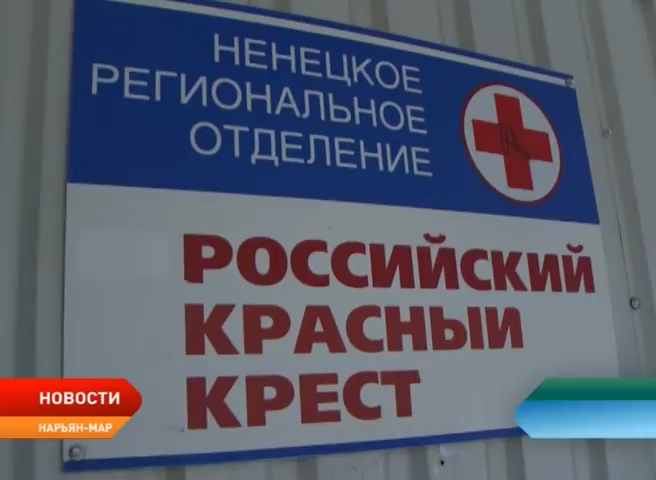 НЕНЕЦКОЕ
РЕГИОНАЛЬНОЕ
ОТДЕЛЕНИЕ
РОССИЙСКИЙ
КРАСНЫЙ
КРЕСТ
НОВОСТИ
НАРЬЯН-МАР